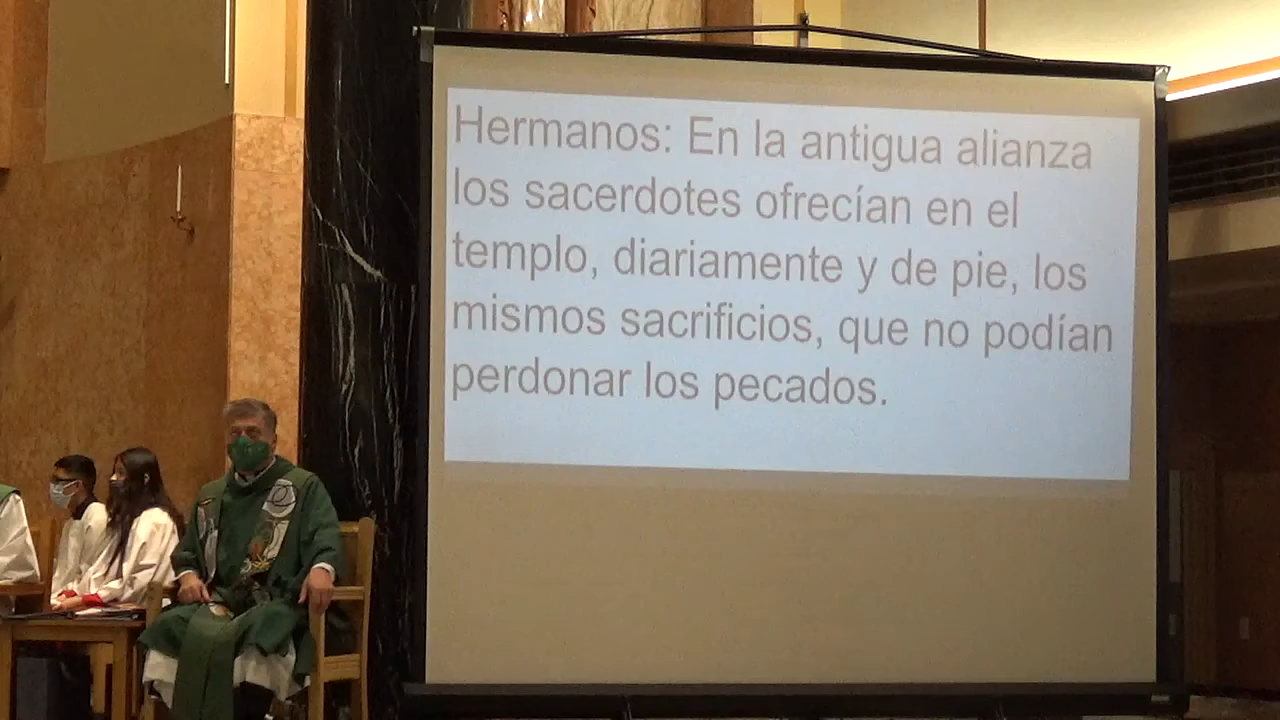 Hermanos: En la antigua alianza
los sacerdotes ofrecían en el
templo, diariamente y de pie, los
mismos sacrificios, que no podían
perdonar los pecados.